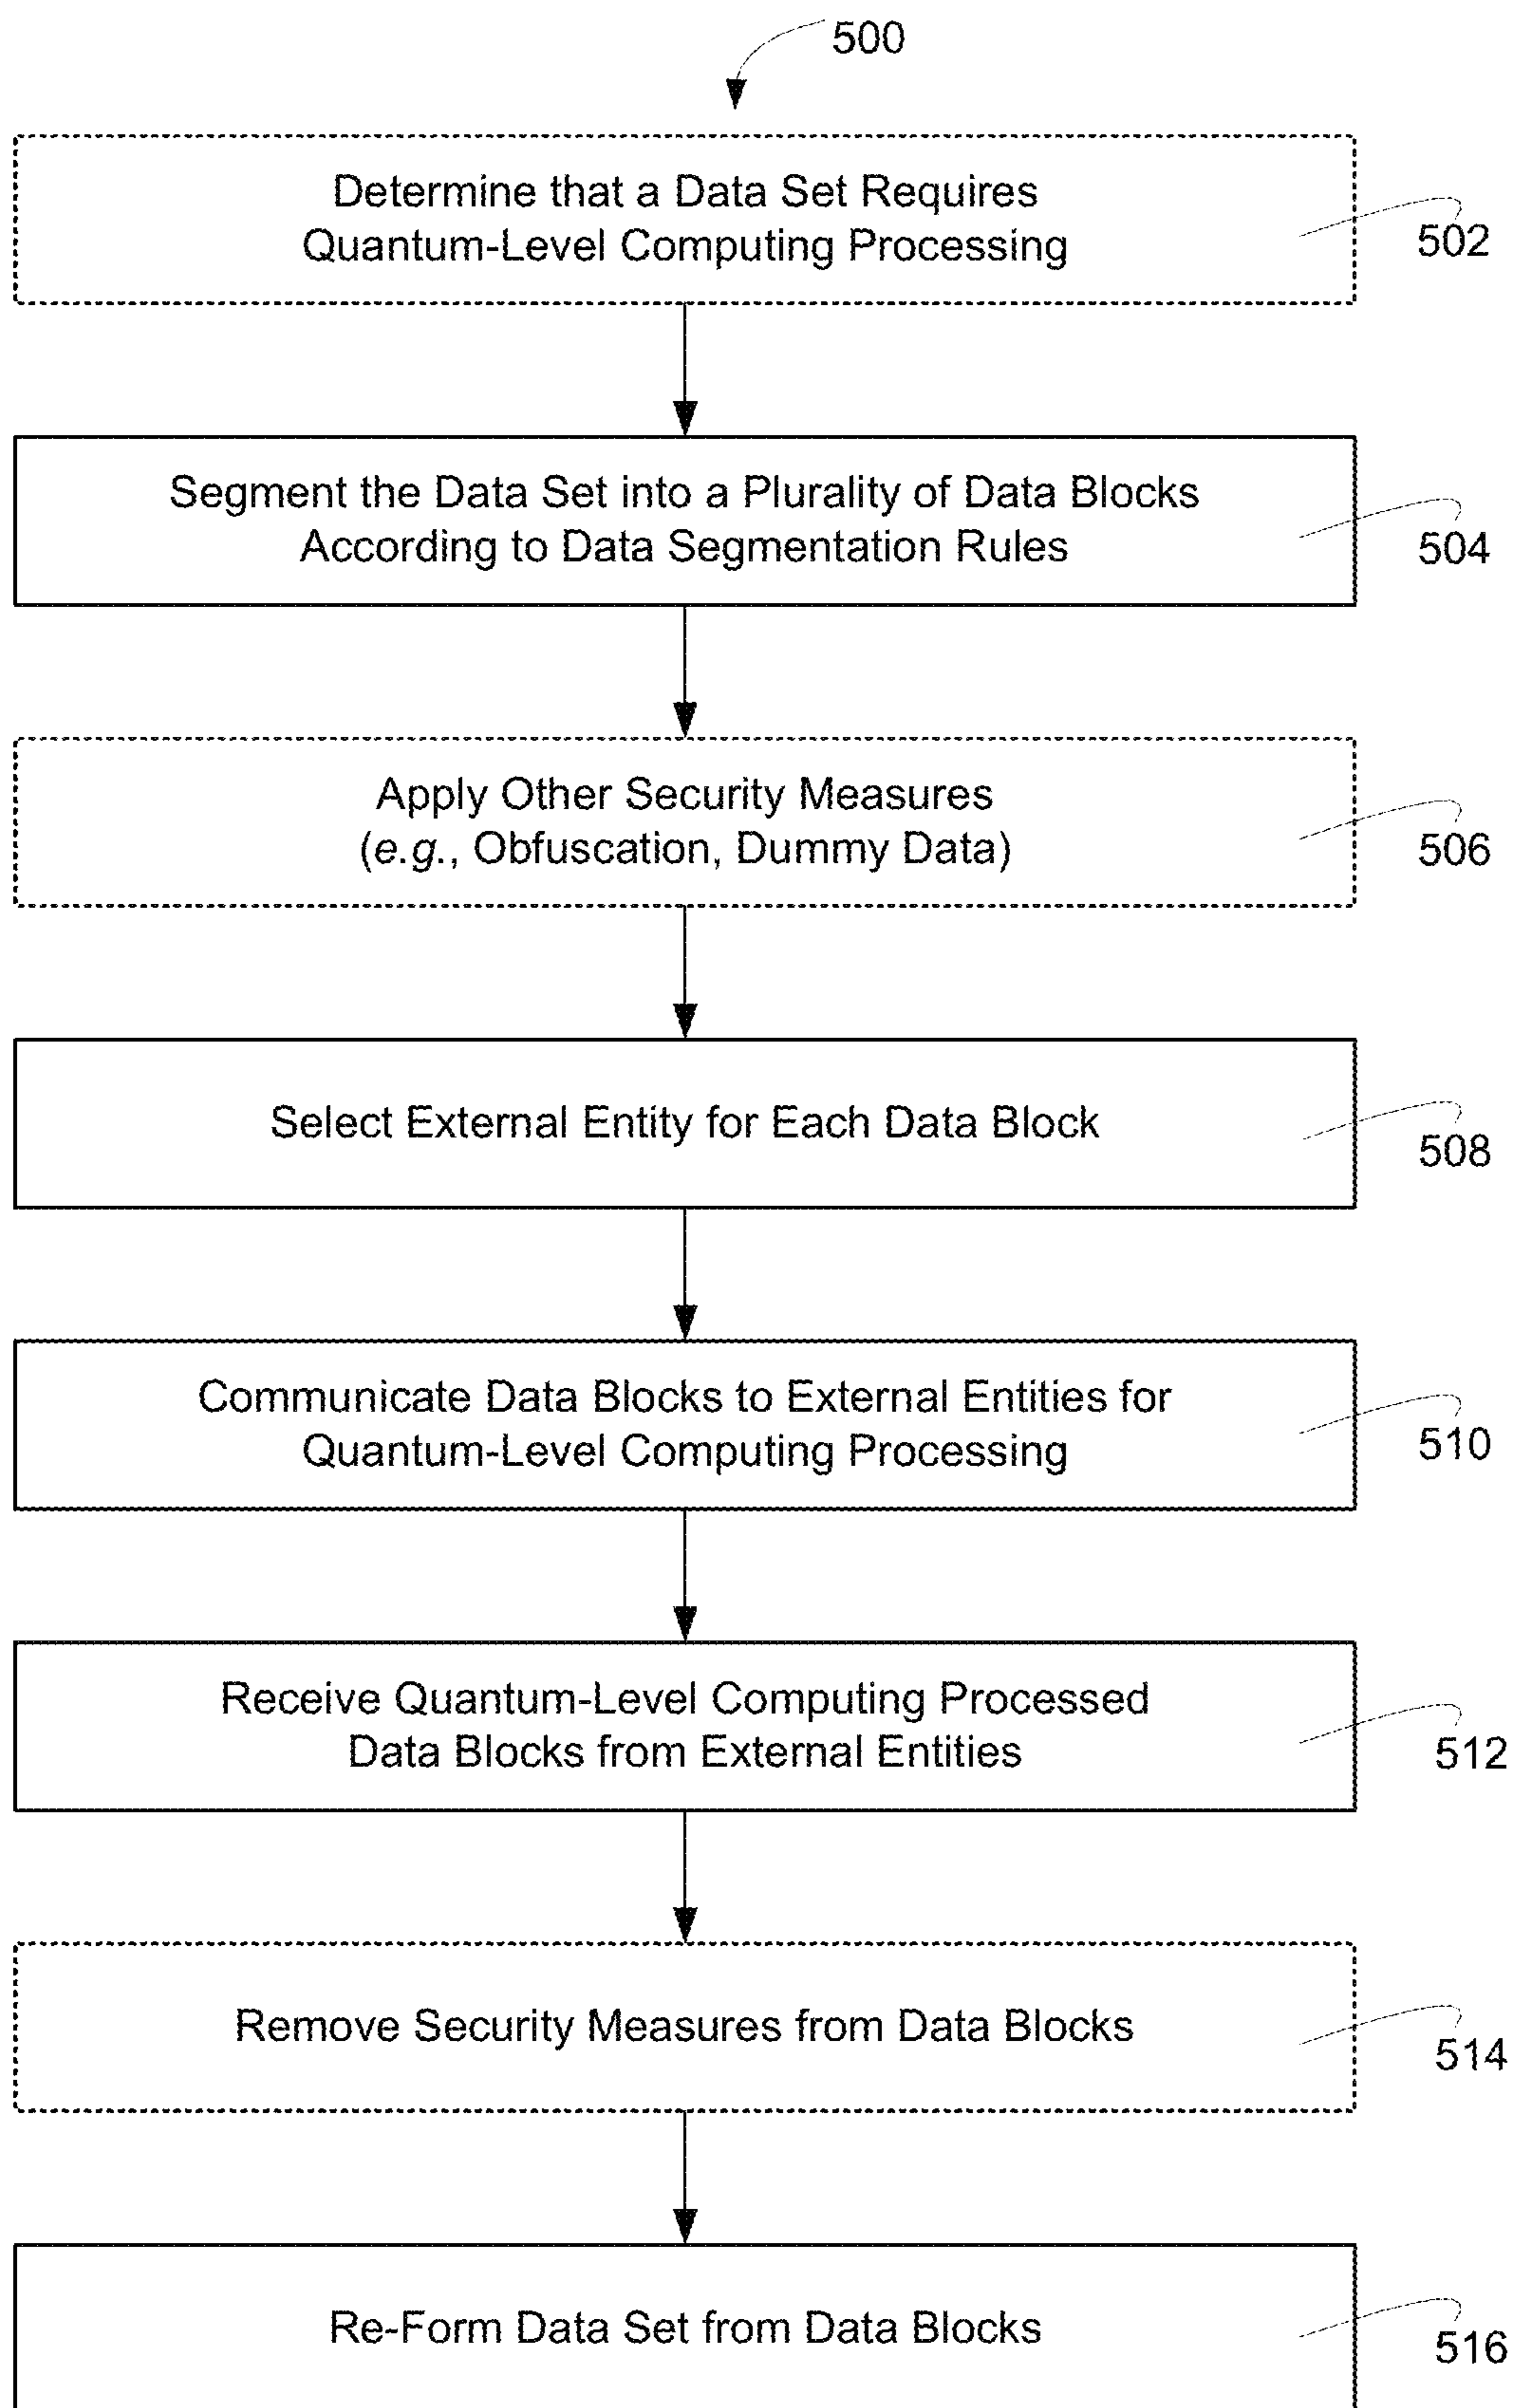 500
Determine that a Data Set Requires
Quantum-Level Computing Processing
502
Segment the Data Set into a Plurality of Data Blocks
According to Data Segmentation Rules
504
Apply Other Security Measures
(e.g., Obfuscation, Dummy Data)
506
Select External Entity for Each Data Block
508
Communicate Data Blocks to External Entities for
Quantum-Level Computing Processing
510
Receive Quantum-Level Computing Processed
Data Blocks from External Entities
512
Remove Security Measures from Data Blocks
514
Re-Form Data Set from Data Blocks
516